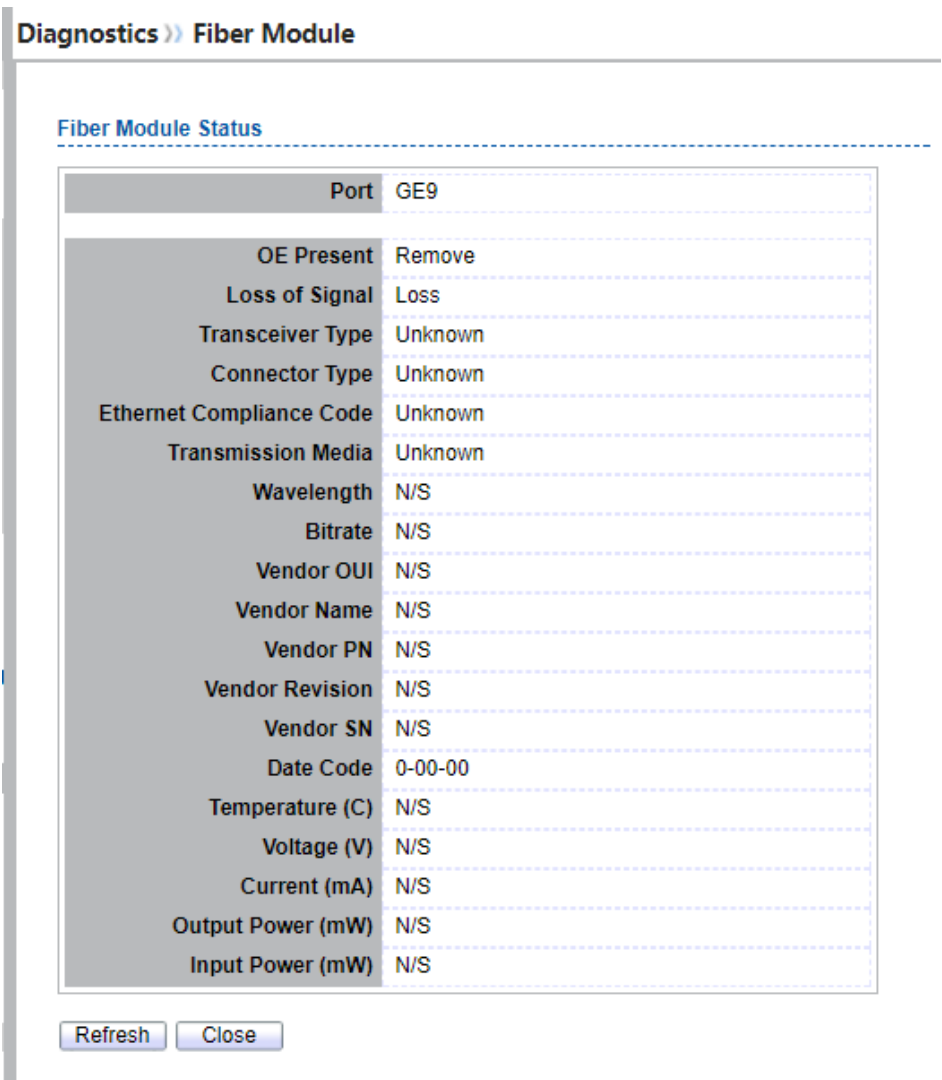 Diagnostics 》 Fiber Module
Fiber Module Status
Port GE9
OE Present Remove
Loss of Signal Loss
Transceiver Type Unknown
Connector Type Unknown
Ethernet Compliance Code Unknown
Transmission Media Unknown
Wavelength N/S
Bitrate N/S
Vendor OUI N/S
Vendor Name N/S
Vendor PN N/S
Vendor Revision N/S
Vendor SN N/S
Date Code 0-00-00
Temperature (C) N/S
Voltage (V) N/S
Current (mA) N/S
Output Power (mW) N/S
Input Power (mW) N/S
Refresh Close